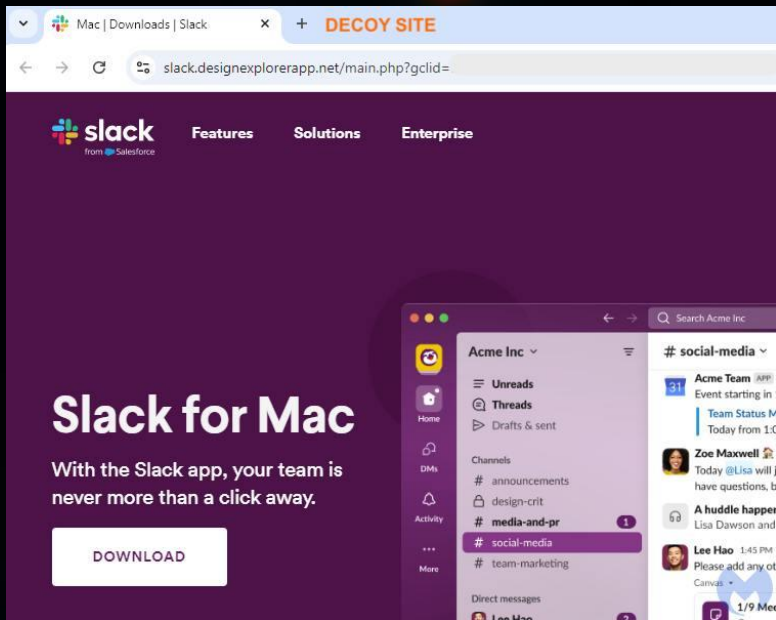 Mac | Downloads | Slack
DECOY SITE
slack.designexplorerapp.net/main.php?gclid=
slack
from Salesforce
Features
Solutions
Enterprise
Slack for Mac
With the Slack app, your team is
never more than a click away.
DOWNLOAD
Home
DMs
Activity
More
Acme Inc
Unreads
Threads
Drafts & sent
Channels
# announcements
design-crit
# media-and-pr 1
# social-media
# team-marketing
Direct messages
Lee Hao 2
Search Acme Inc
# social-media
31
Acme Team APP
Event starting in
Team Status M
Today from 1:0
Zoe Maxwell
Today @Lisa will j
have questions, b
A huddle happen
Lisa Dawson and
Lee Hao 1:45 PM
Please add any ot
Canvas
1/9 Mee